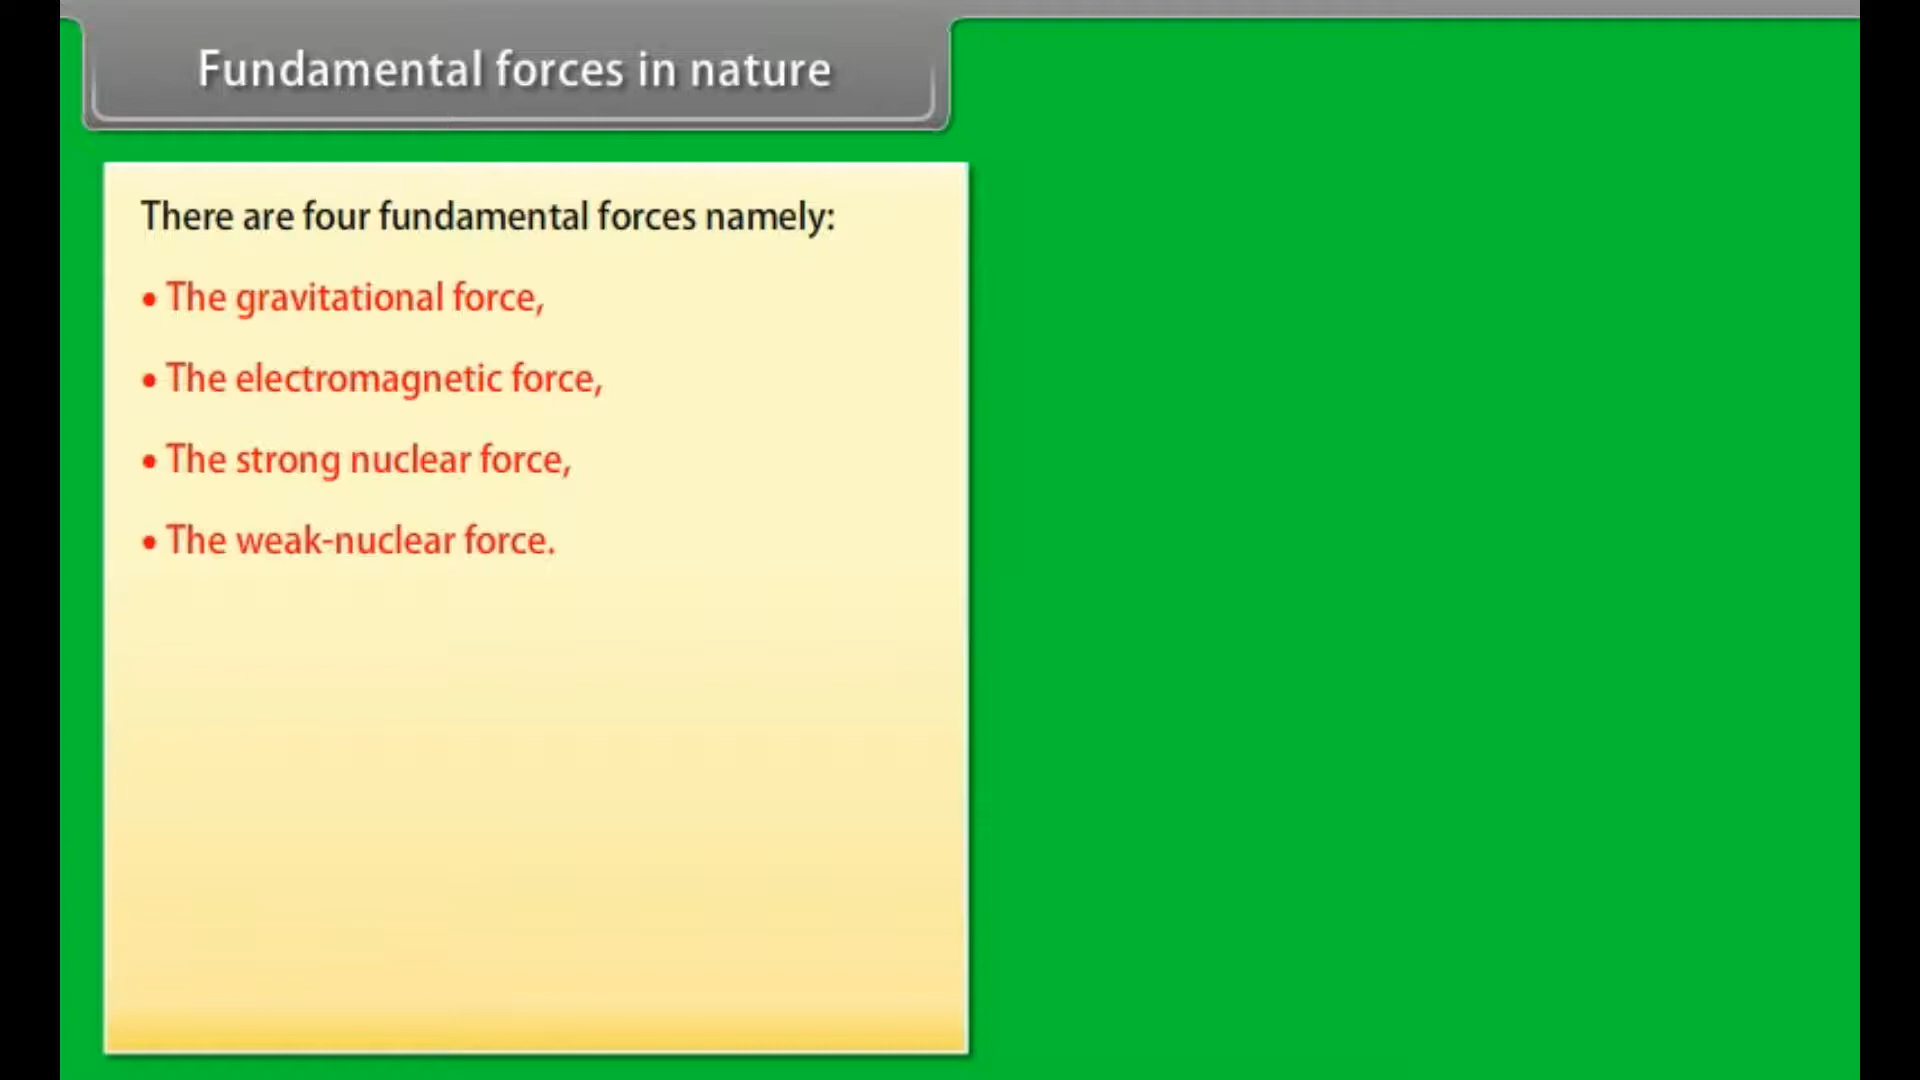 Fundamental forces in nature
There are four fundamental forces namely:
• The gravitational force,
• The electromagnetic force,
• The strong nuclear force,
• The weak-nuclear force.